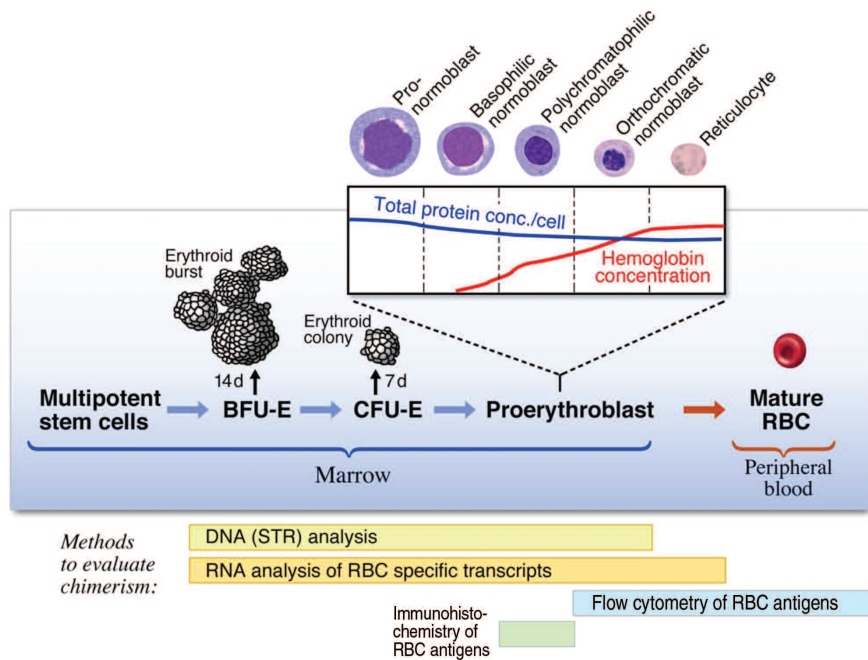 Pro-
normoblast
Basophilic
normoblast
Polychromatophilic
normoblast
Orthochromatic
normoblast
Reticulocyte
Total protein conc./cell
Hemoglobin
concentration
Erythroid
burst
Erythroid
colony
14 d
7 d
Multipotent
stem cells
BFU-E
CFU-E
Proerythroblast
Mature
RBC
Marrow
Peripheral
blood
Methods
to evaluate
chimerism:
DNA (STR) analysis
RNA analysis of RBC specific transcripts
Flow cytometry of RBC antigens
Immunohisto-
chemistry of
RBC antigens